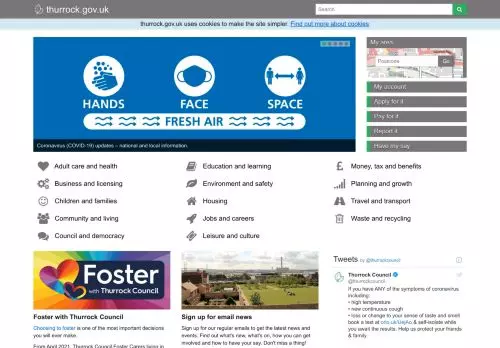 thurrock.gov.uk
Search
thurrock.gov.uk uses cookies to make the site simpler. Find out more about cookies
HANDS
FACE
SPACE
FRESH AIR
Coronavirus (COVID-19) updates – national and local information
My area
Postcode
Go
My account
Apply for it
Pay for it
Report it
Have my say
Adult care and health
Education and learning
Money, tax and benefits
Business and licensing
Environment and safety
Planning and growth
Children and families
Housing
Travel and transport
Community and living
Jobs and careers
Waste and recycling
Council and democracy
Leisure and culture
Foster
with Thurrock Council
Foster with Thurrock Council
Choosing to foster is one of the most important decisions
you will ever make.
From April 2021, Thurrock Council Foster Carers living in
Sign up for email news
Sign up for our regular emails to get the latest news and
events. Find out what's new, what's on, how you can get
involved and how to have your say. Don't miss a thing!
Tweets by @thurrockcouncil
Thurrock Council
@thurrockcouncil
If you have ANY of the symptoms of coronavirus
including:
• high temperature
• new continuous cough
• loss or change to your sense of taste and smell
book a test at &amp; self-isolate while
you want the results. Help us protect your friends
& family: